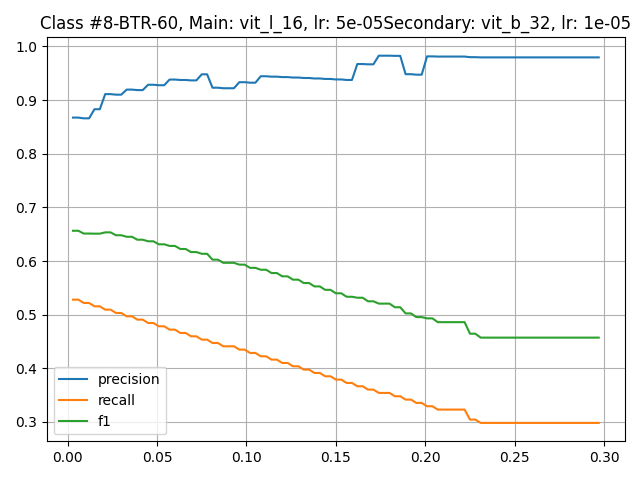 Class #8-BTR-60, Main: vit_l_16, lr: 5e-05Secondary: vit_b_32, lr: 1e-05
1.0
0.9
0.8
0.7
0.6
0.5
0.4
0.3
precision
recall
f1
0.00 0.05 0.10 0.15 0.20 0.25 0.30